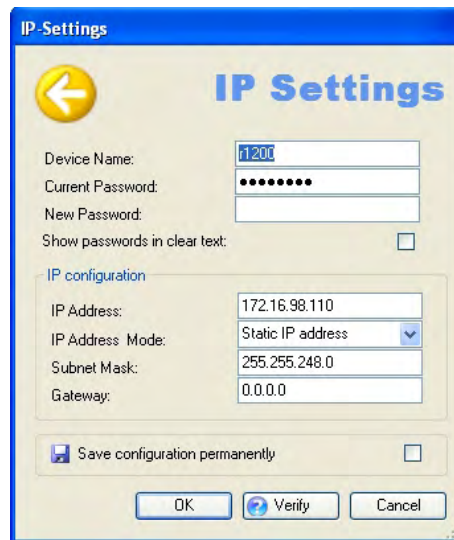 IP-Settings
IP Settings
Device Name: r1200
Current Password: ●●●●●●●●
New Password:
Show passwords in clear text:
IP configuration
IP Address: 172.16.98.110
IP Address Mode: Static IP address
Subnet Mask: 255.255.248.0
Gateway: 0.0.0.0
Save configuration permanently
OK Verify Cancel